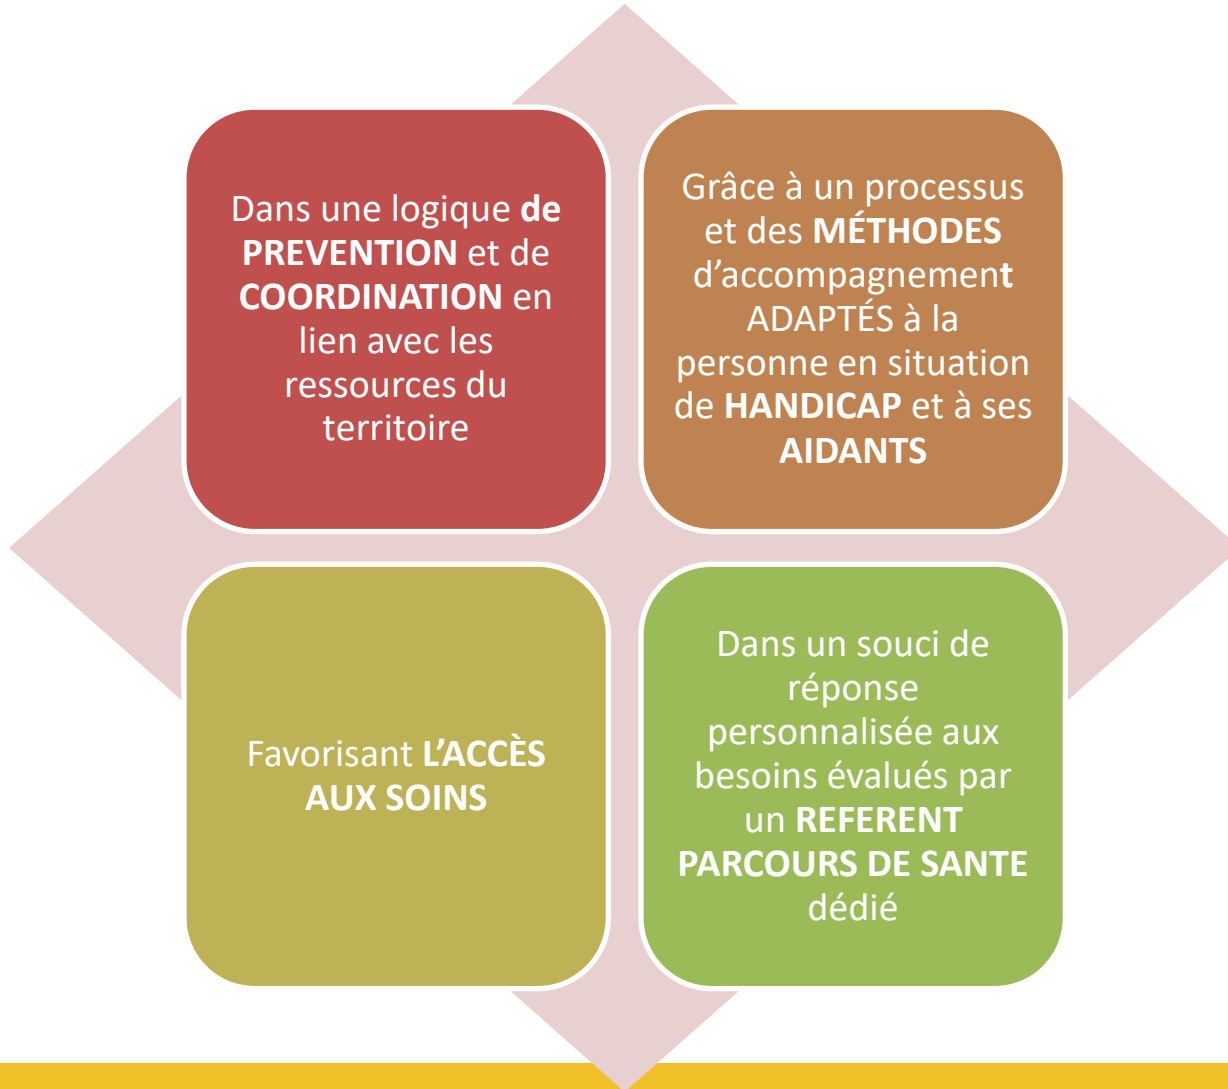 Dans une logique de
PREVENTION et de
COORDINATION en
lien avec les
ressources du
territoire
Grâce à un processus
et des MÉTHODES
d’accompagnement
ADAPTÉS à la
personne en situation
de HANDICAP et à ses
AIDANTS
Favorisant L’ACCÈS
AUX SOINS
Dans un souci de
réponse
personnalisée aux
besoins évalués par
un REFERENT
PARCOURS DE SANTE
dédié